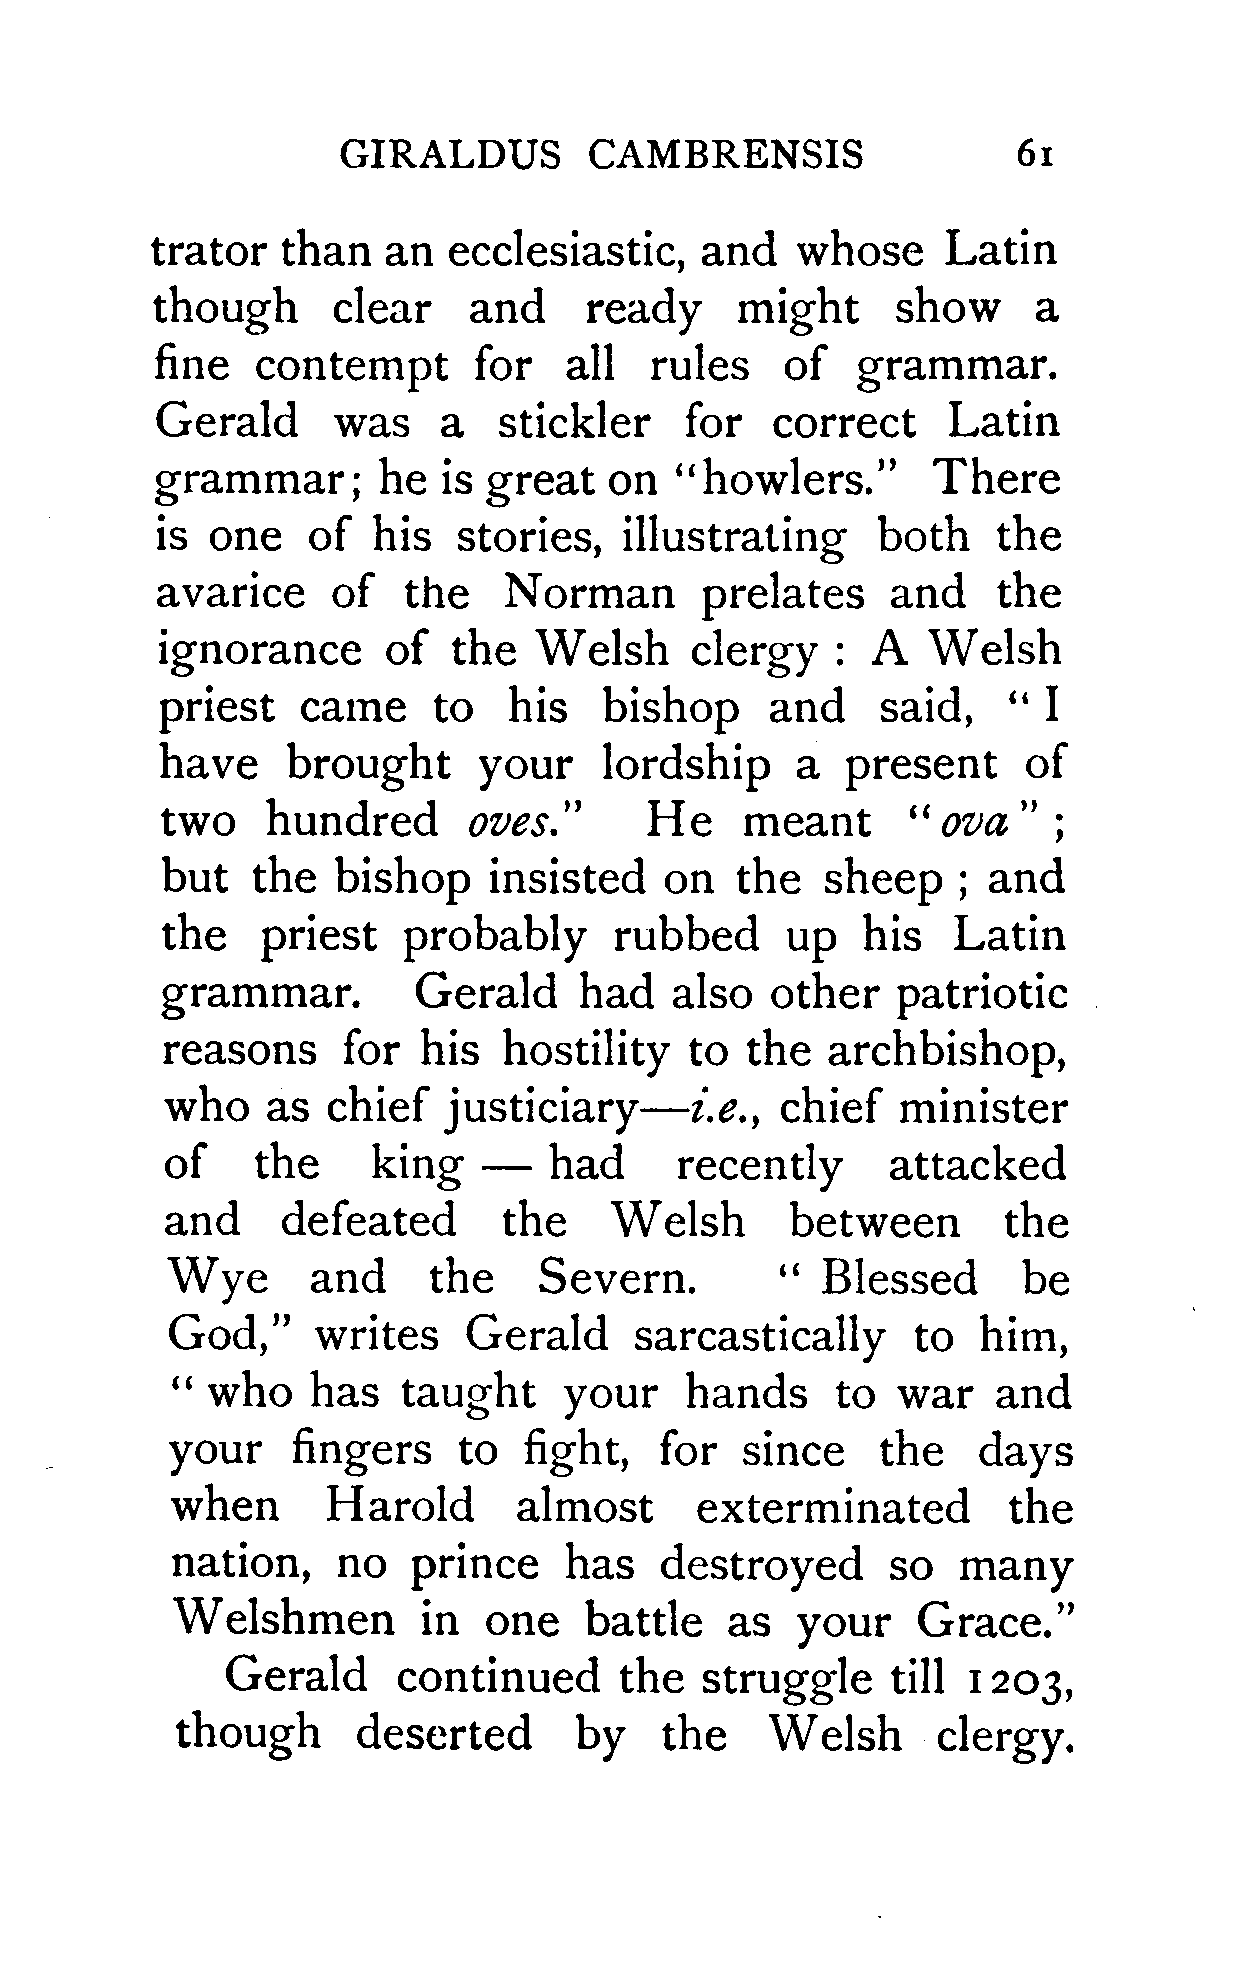 GIRALDUS CAMBRENSIS 61
trator than an ecclesiastic, and whose Latin
though clear and ready might show a
fine contempt for all rules of grammar.
Gerald was a stickler for correct Latin
grammar; he is great on "howlers." There
is one of his stories, illustrating both the
avarice of the Norman prelates and the
ignorance of the Welsh clergy : A Welsh
priest came to his bishop and said, " I
have brought your lordship a present of
two hundred oves." He meant " ova " ;
but the bishop insisted on the sheep ; and
the priest probably rubbed up his Latin
grammar. Gerald had also other patriotic
reasons for his hostility to the archbishop,
who as chief justiciary—i.e., chief minister
of the king — had recently attacked
and defeated the Welsh between the
Wye and the Severn. " Blessed be
God," writes Gerald sarcastically to him,
" who has taught your hands to war and
your fingers to fight, for since the days
when Harold almost exterminated the
nation, no prince has destroyed so many
Welshmen in one battle as your Grace."
Gerald continued the struggle till 1203,
though deserted by the Welsh clergy.